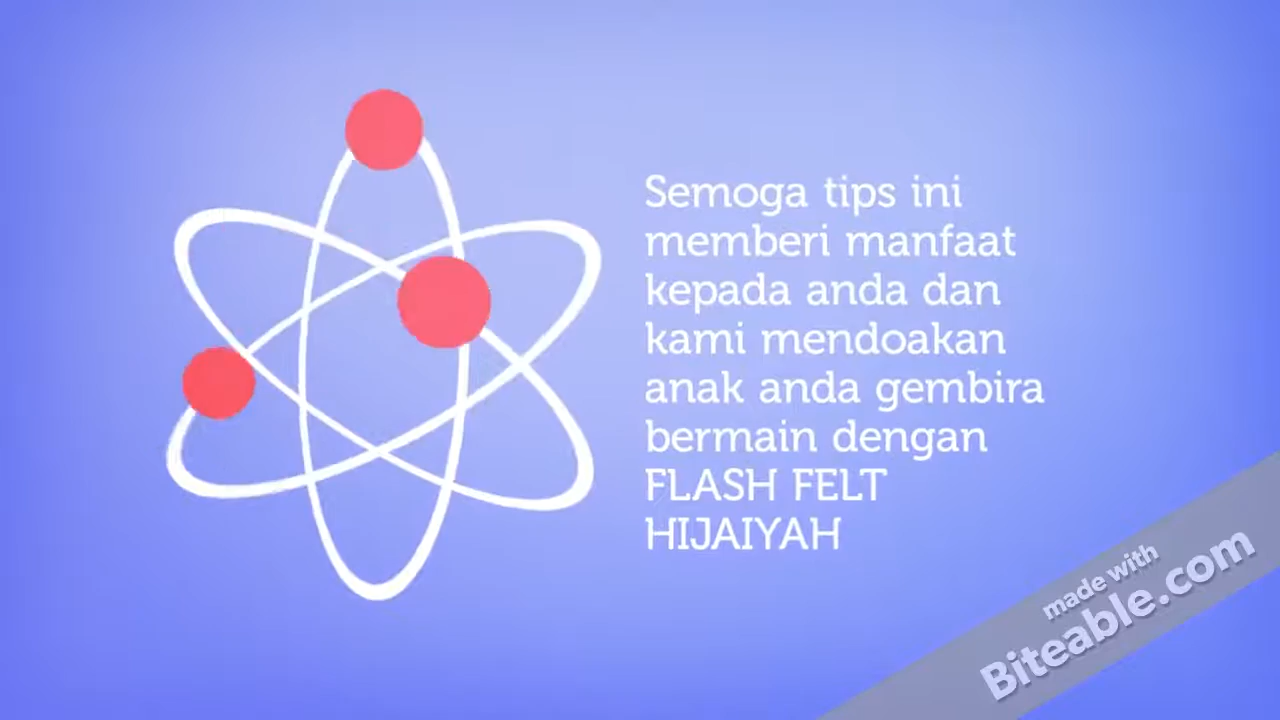 Semoga tips ini
memberi manfaat
kepada anda dan
kami mendoakan
anak anda gembira
bermain dengan
FLASH FELT
HIJAIYAH
made with
Biteable.com